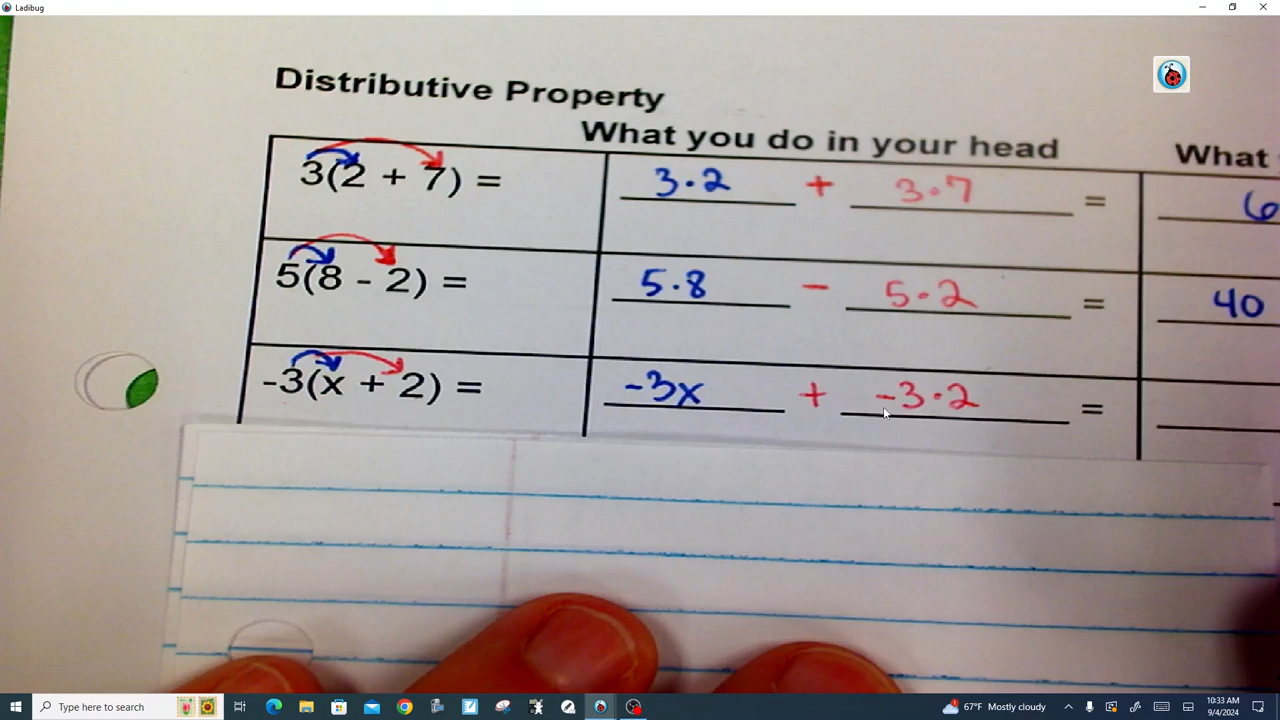 Ladibug
Distributive Property
What you do in your head
What
3(2 + 7) = 3·2 + 3·7 = 6
5(8 - 2) = 5·8 - 5·2 = 40
-3(x + 2) = -3x + -3·2 =
Type here to search
67°F Mostly cloudy
10:33 AM
9/4/2024